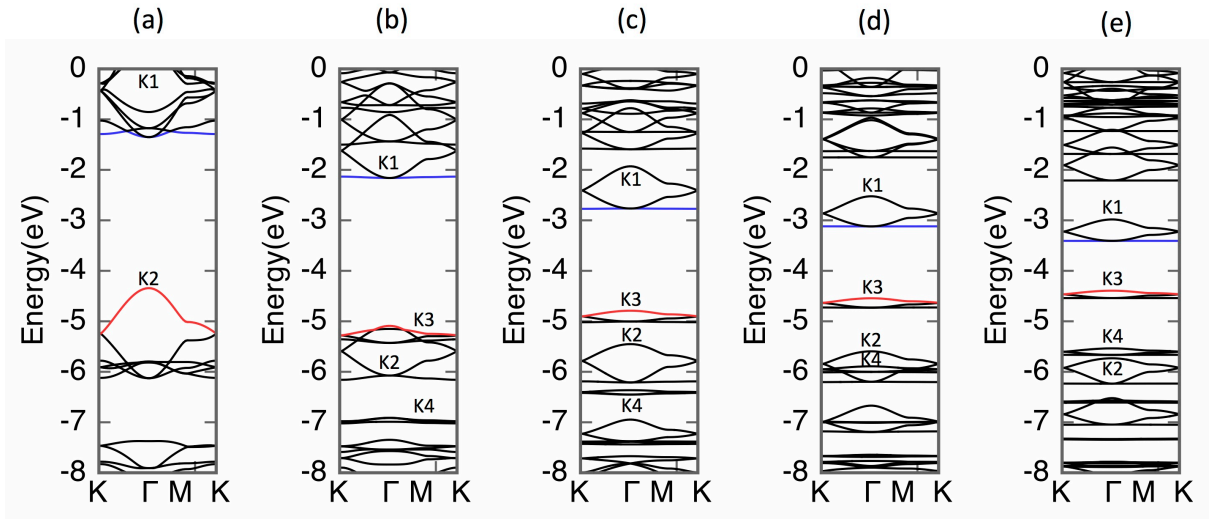 (a) (b) (c) (d) (e)
0 0 0 0 0
K1
-1 -1 -1 -1 -1
K1
-2 -2 -2 -2 -2
K1 K1 K1
-3 -3 -3 -3 -3
Energy(eV) Energy(eV) Energy(eV) Energy(eV) Energy(eV)
-4 -4 -4 -4 -4
K2 K3 K3
-5 -5 -5 -5 -5
K3 K3
K2 K2 K2 K4
K4 K2
-6 -6 -6 -6 -6
K4 K4
-7 -7 -7 -7 -7
-8 -8 -8 -8 -8
K Γ M K K Γ M K K Γ M K K Γ M K K Γ M K